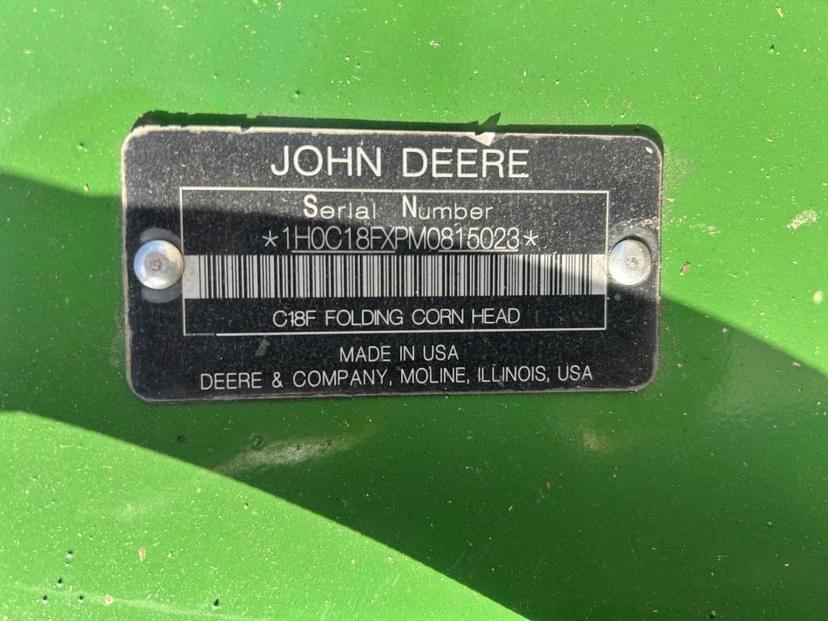 JOHN DEERE
Serial Number
*1H0C18FXPM0815023*
C18F FOLDING CORN HEAD
MADE IN USA
DEERE & COMPANY, MOLINE, ILLINOIS, USA